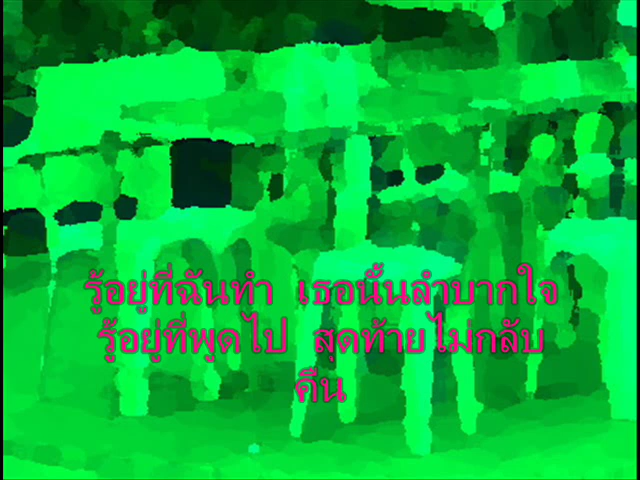 รู้อยู่ที่ฉันทำ เธอนั้นลำบากใจ
รู้อยู่ที่พูดไป สุดท้ายไม่กลับ
คืน